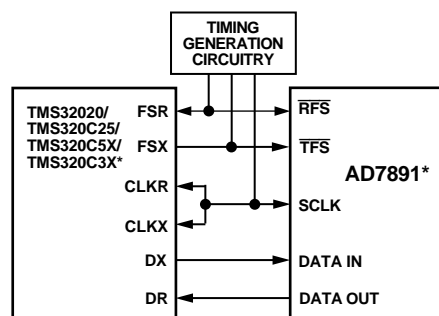 TIMING
GENERATION
CIRCUITRY
TMS32020/
TMS320C25/
TMS320C5X/
TMS320C3X*
FSR
FSX
CLKR
CLKX
DX
DR
RFS
TFS
AD7891*
SCLK
DATA IN
DATA OUT